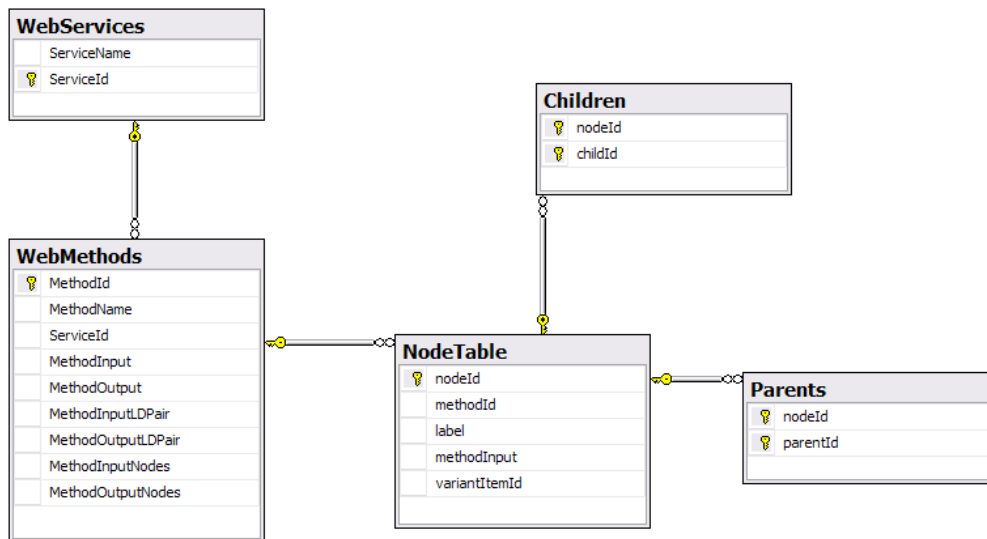 WebServices
ServiceName
ServiceId
Children
nodeId
childId
WebMethods
MethodId
MethodName
ServiceId
MethodInput
MethodOutput
MethodInputLDPair
MethodOutputLDPair
MethodInputNodes
MethodOutputNodes
NodeTable
nodeId
methodId
label
methodInput
variantItemId
Parents
nodeId
parentId